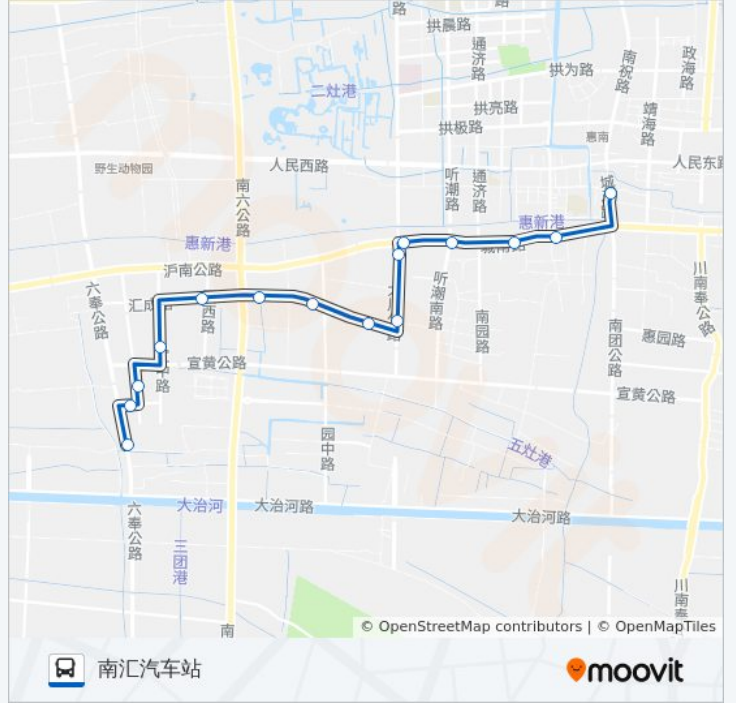 路
路
拱晨路
通济路
拱为路
南祝路
政海路
二灶港
拱亮路
靖海路
拱极路
惠南
野生动物园
人民西路
人民东路
听潮路
通济路
南六公路
惠新港
惠新港
沪南公路
川南奉公路
六奉公路
听潮南路
西路
南园路
南团公路
惠园路
宣黄公路
宣黄公路
园中路
五灶港
六奉公路
大治河
大治河路
大治河路
三团港
川南奉
南
© OpenStreetMap contributors | © OpenMapTiles
南汇汽车站
moovit